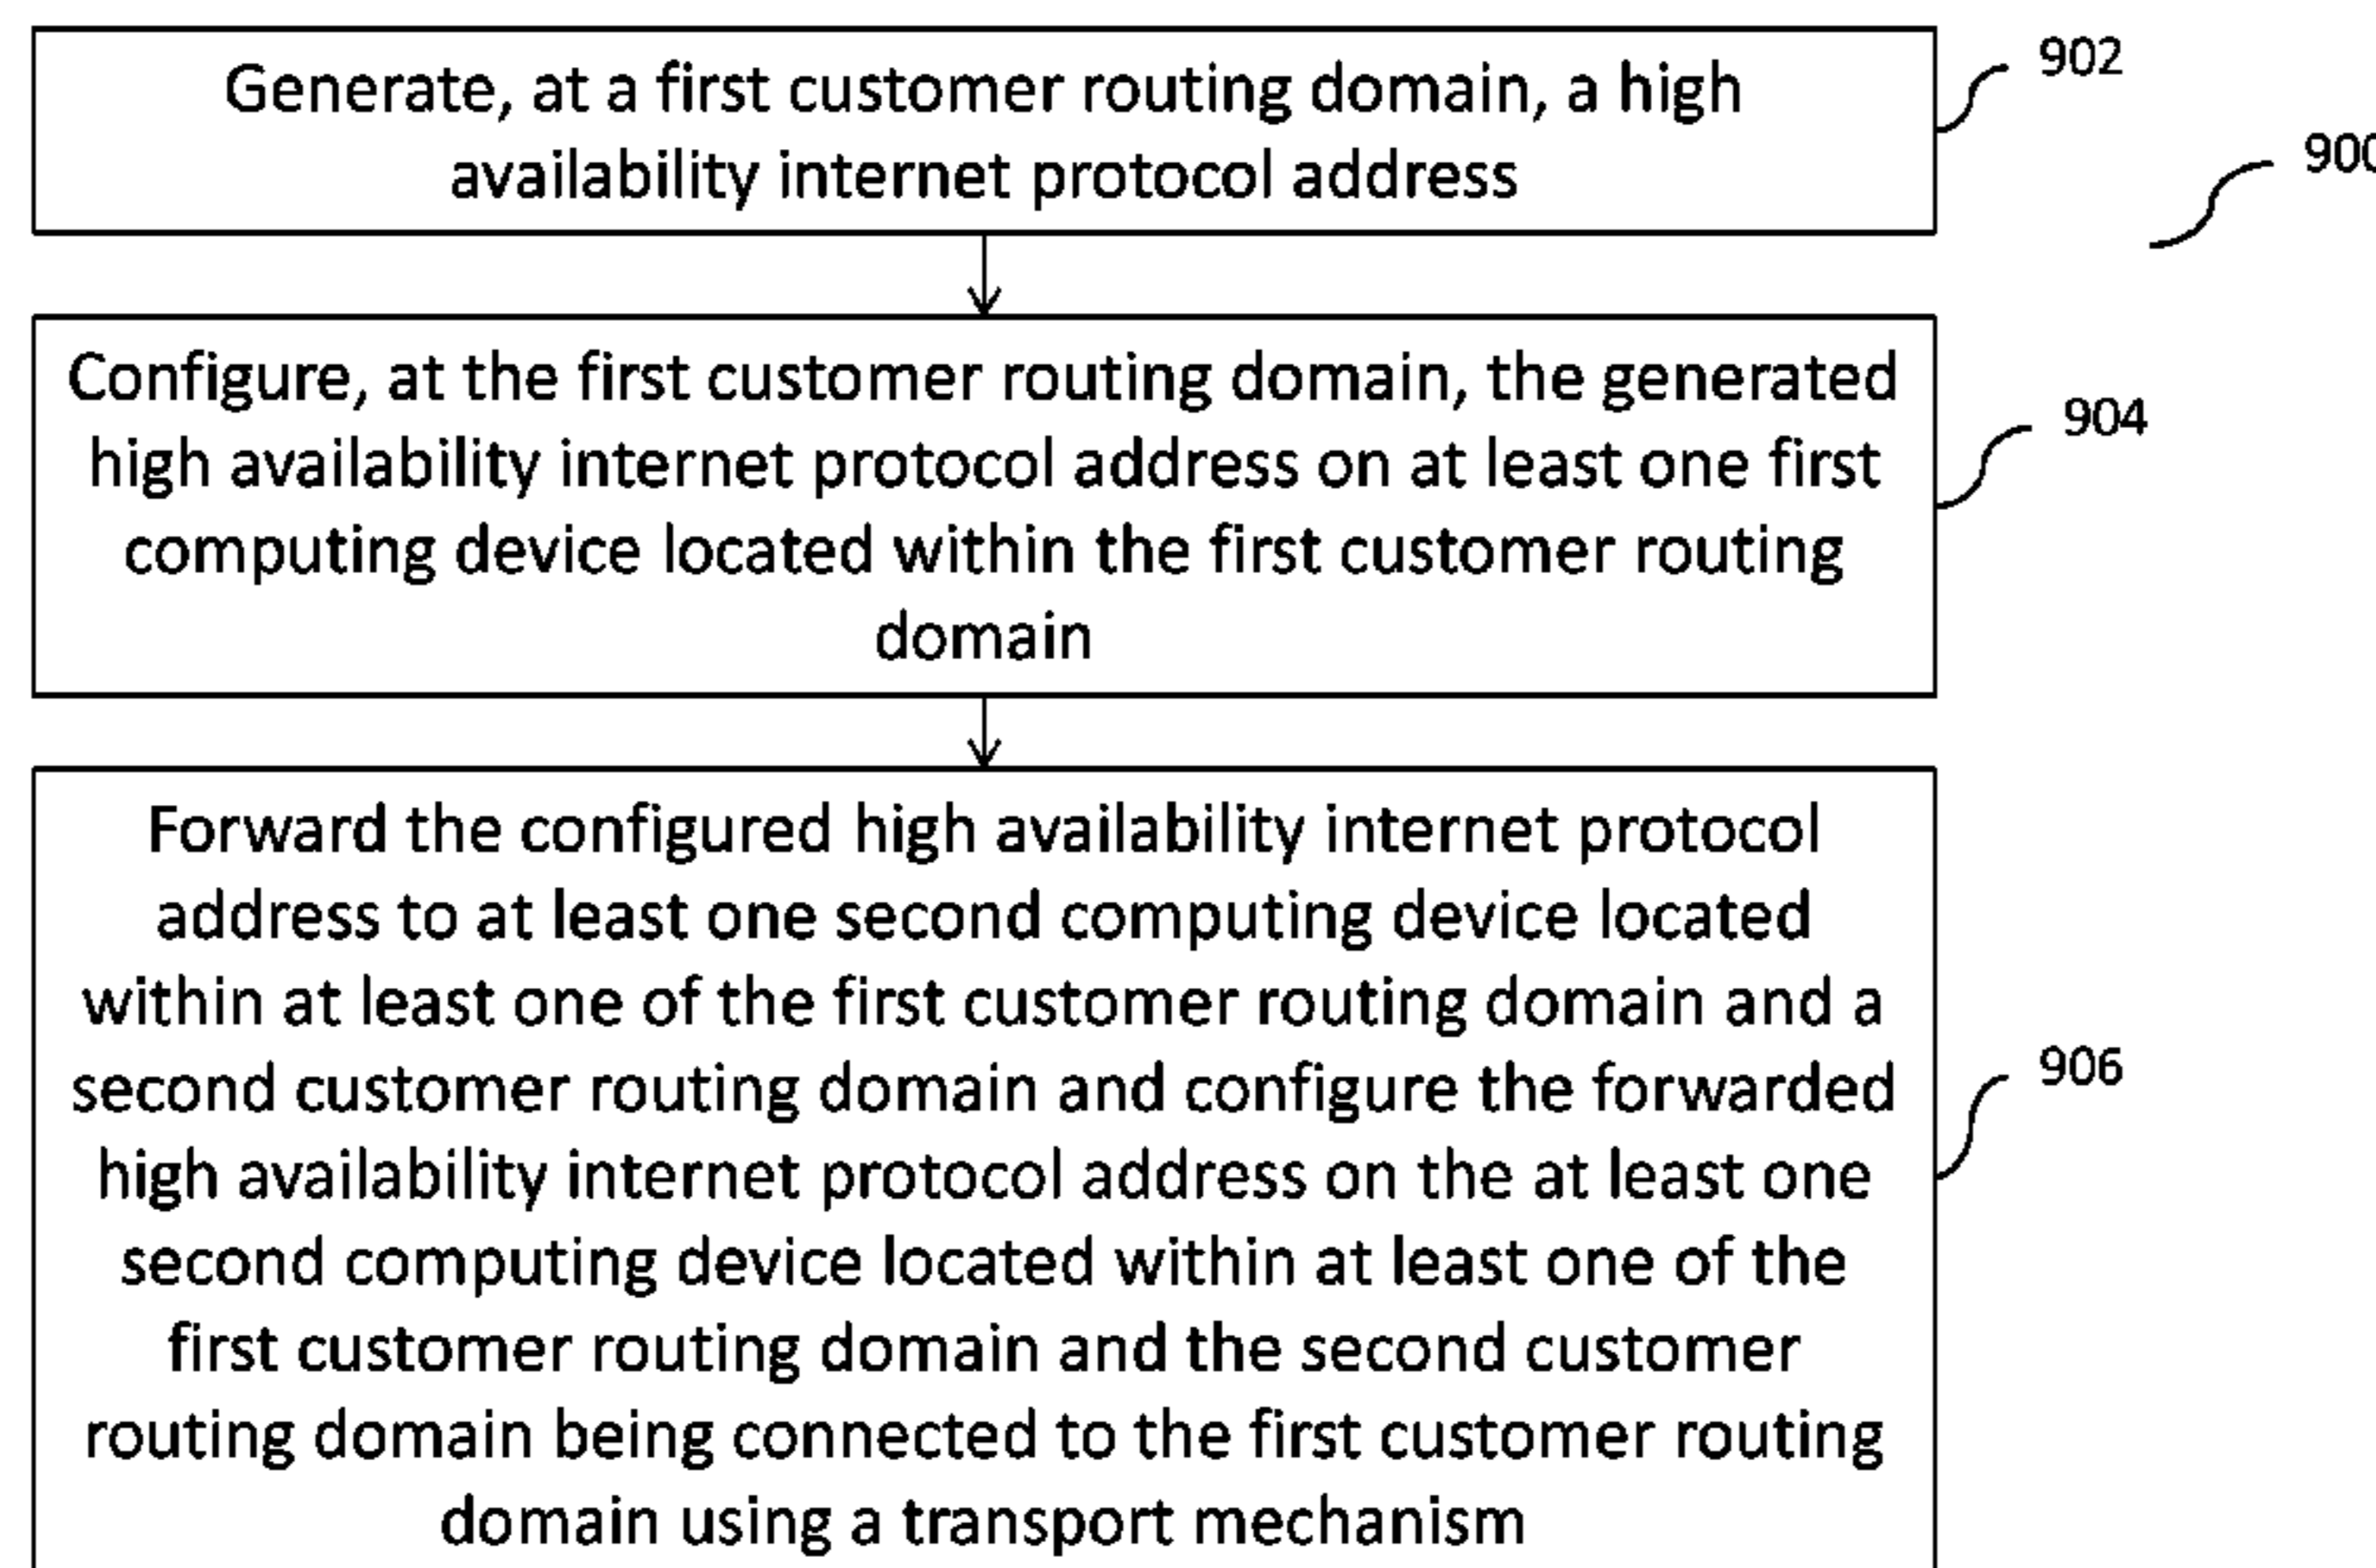 Generate, at a first customer routing domain, a high
availability internet protocol address
902
900
Configure, at the first customer routing domain, the generated
high availability internet protocol address on at least one first
computing device located within the first customer routing
domain
904
Forward the configured high availability internet protocol
address to at least one second computing device located
within at least one of the first customer routing domain and a
second customer routing domain and configure the forwarded
high availability internet protocol address on the at least one
second computing device located within at least one of the
first customer routing domain and the second customer
routing domain being connected to the first customer routing
domain using a transport mechanism
906